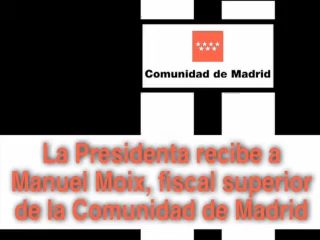 Comunidad de Madrid
La Presidenta recibe a
Manuel Moix, fiscal superior
de la Comunidad de Madrid